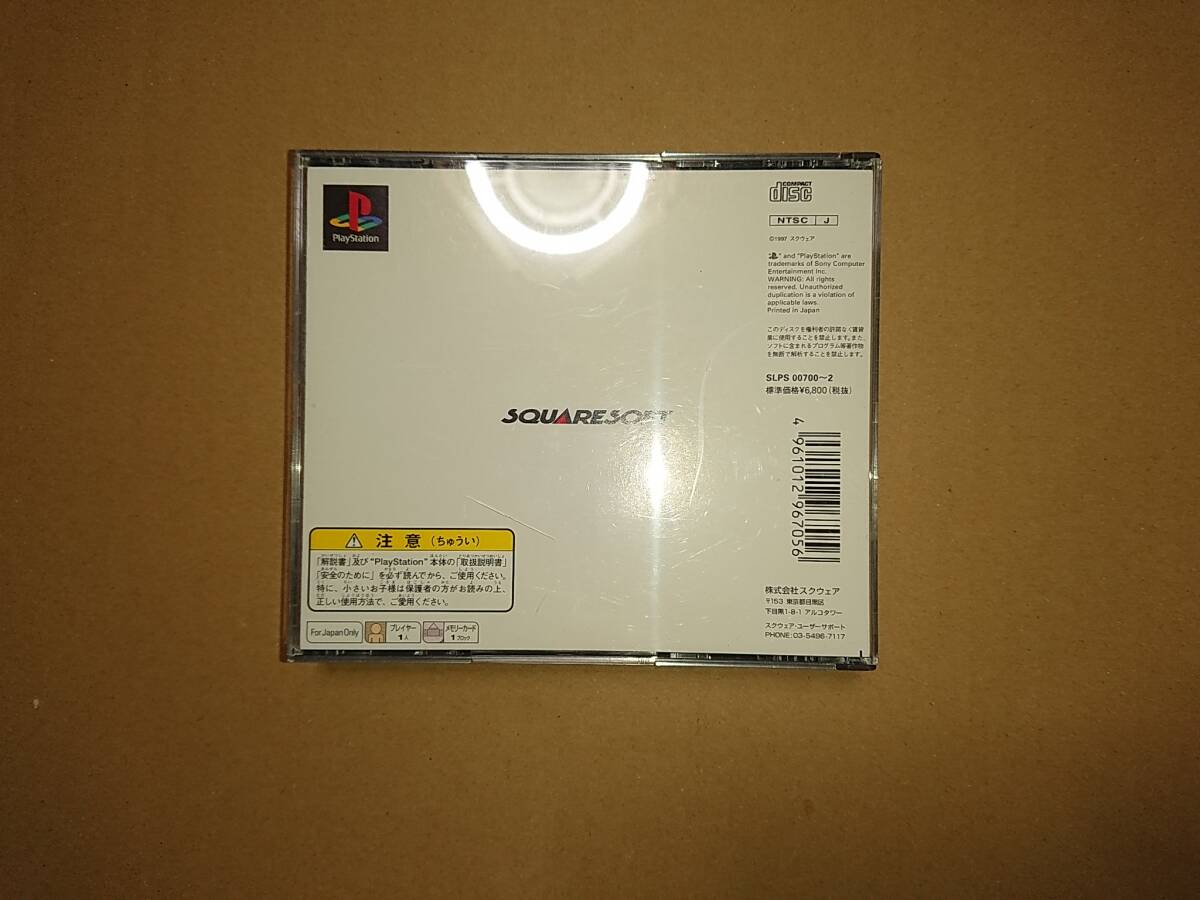 PlayStation
COMPACT
disc
NTSC J
©1997 スクウェア
" and "PlayStation" are
trademarks of Sony Computer
Entertainment Inc.
WARNING: All rights
reserved. Unauthorized
duplication is a violation of
applicable laws.
Printed in Japan
このディスクを権利者の許諾なく賃貸
業に使用することを禁止します。また、
ソフトに含まれるプログラム等著作物
を無断で解析することを禁止します。
SLPS 00700〜2
標準価格¥6,800(税抜)
SQUARESOFT
4 961012 967056
注意(ちゅうい)
「解説書」及び"PlayStation"本体の「取扱説明書」
「安全のために」を必ず読んでから、ご使用ください。
特に、小さいお子様は保護者の方がお読みの上、
正しい使用方法で、ご愛用ください。
For Japan Only
プレイヤー
1人
メモリーカード
1ブロック
株式会社スクウェア
〒153 東京都目黒区
下目黒1-8-1 アルコタワー
スクウェア・ユーザーサポート
PHONE: 03-5496-7117